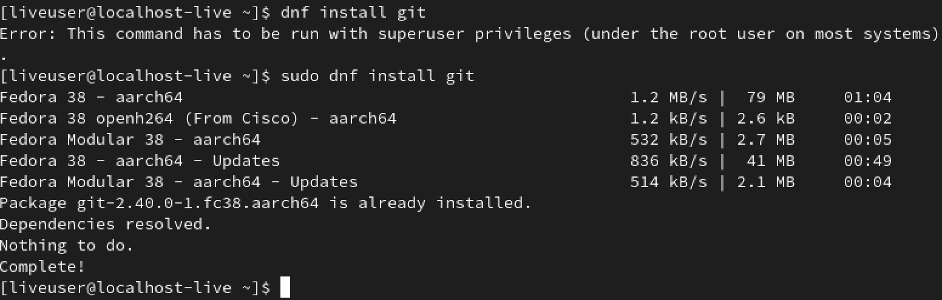 [liveuser@localhost-live ~]$ dnf install git
Error: This command has to be run with superuser privileges (under the root user on most systems)
.
[liveuser@localhost-live ~]$ sudo dnf install git
Fedora 38 - aarch64                                1.2 MB/s |  79 MB     01:04
Fedora 38 openh264 (From Cisco) - aarch64          1.2 kB/s | 2.6 kB     00:02
Fedora Modular 38 - aarch64                        532 kB/s | 2.7 MB     00:05
Fedora 38 - aarch64 - Updates                      836 kB/s |  41 MB     00:49
Fedora Modular 38 - aarch64 - Updates              514 kB/s | 2.1 MB     00:04
Package git-2.40.0-1.fc38.aarch64 is already installed.
Dependencies resolved.
Nothing to do.
Complete!
[liveuser@localhost-live ~]$